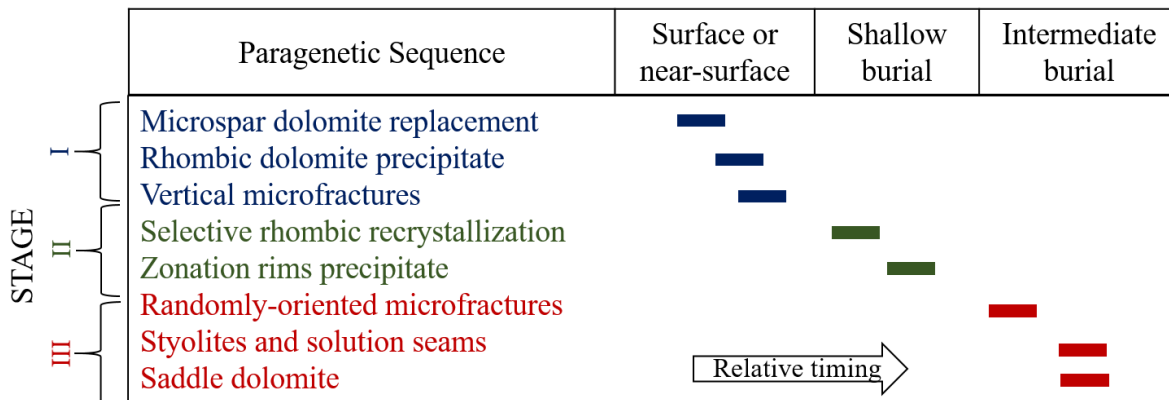 Paragenetic Sequence
Surface or
near-surface
Shallow
burial
Intermediate
burial
STAGE
I
Microspar dolomite replacement
Rhombic dolomite precipitate
Vertical microfractures
II
Selective rhombic recrystallization
Zonation rims precipitate
III
Randomly-oriented microfractures
Styolites and solution seams
Saddle dolomite
Relative timing